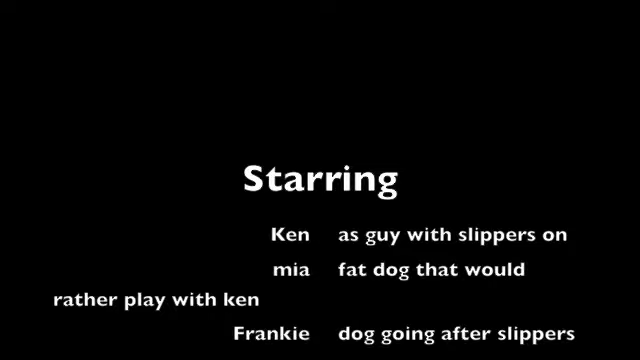 Starring
Ken as guy with slippers on
mia fat dog that would
rather play with ken
Frankie dog going after slippers